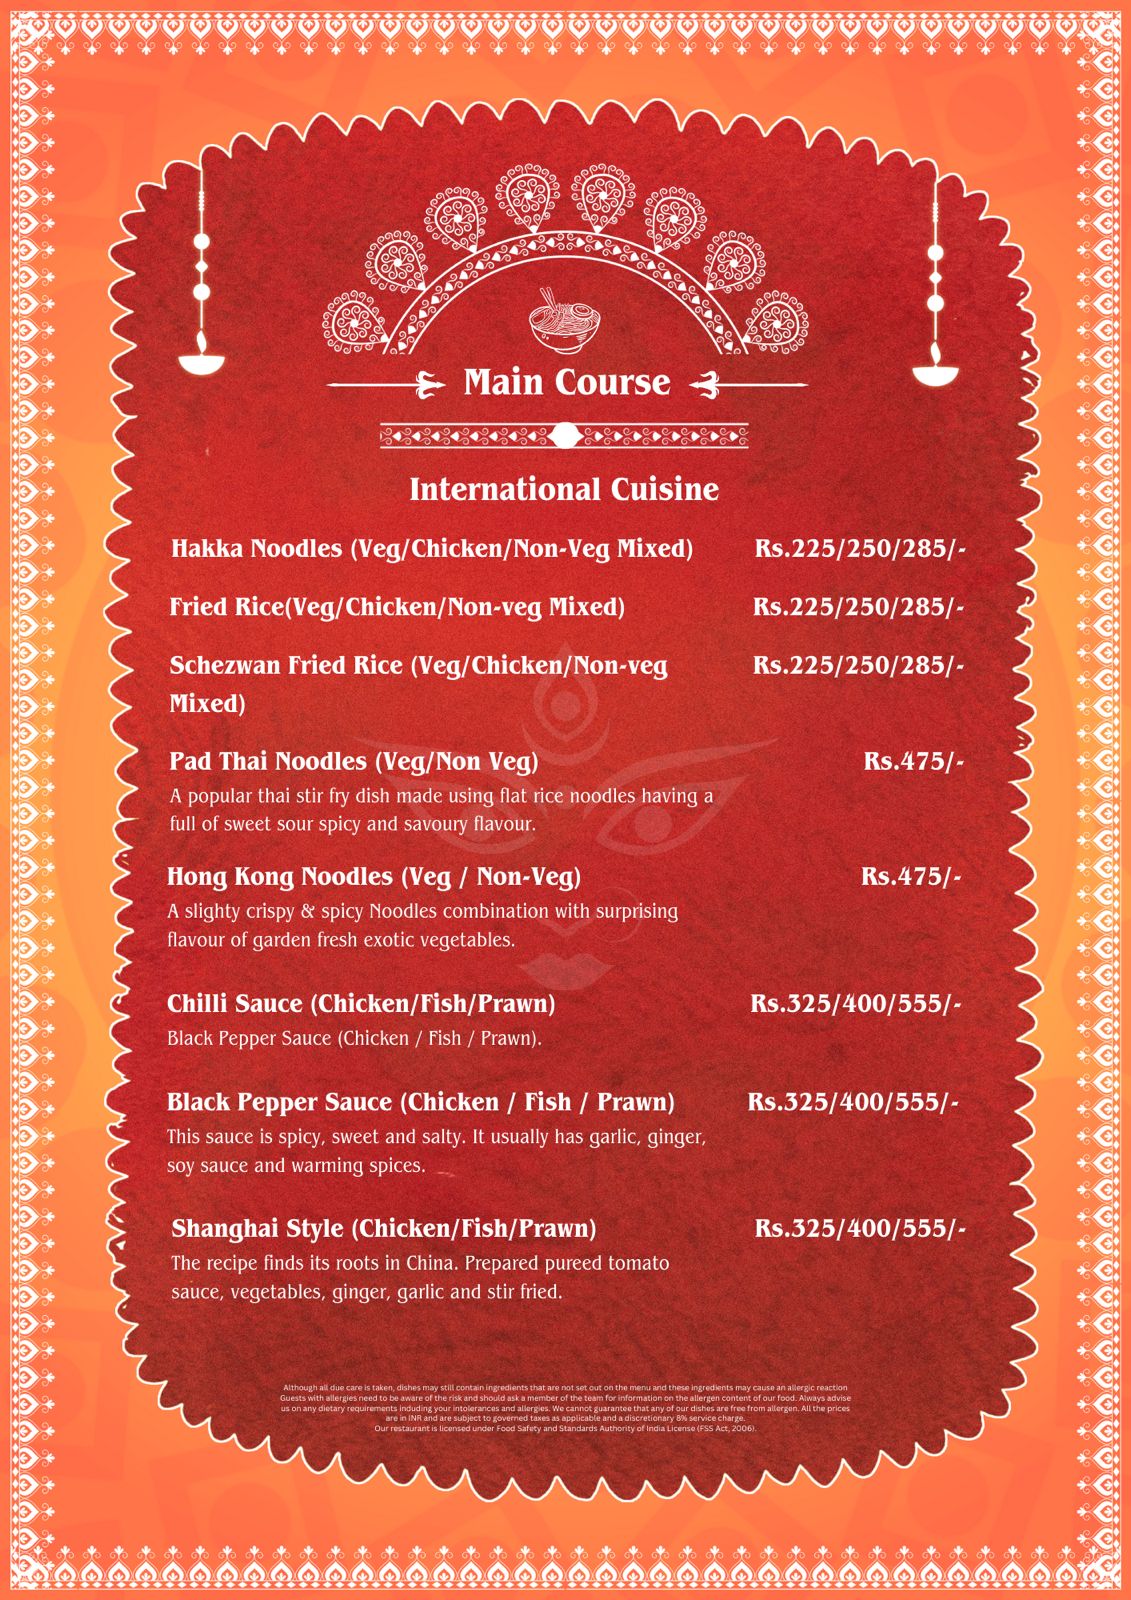 Main Course
International Cuisine
Hakka Noodles (Veg/Chicken/Non-Veg Mixed) Rs.225/250/285/-
Fried Rice(Veg/Chicken/Non-veg Mixed) Rs.225/250/285/-
Schezwan Fried Rice (Veg/Chicken/Non-veg Rs.225/250/285/-
Mixed)
Pad Thai Noodles (Veg/Non Veg) Rs.475/-
A popular thai stir fry dish made using flat rice noodles having a
full of sweet sour spicy and savoury flavour.
Hong Kong Noodles (Veg / Non-Veg) Rs.475/-
A slighty crispy & spicy Noodles combination with surprising
flavour of garden fresh exotic vegetables.
Chilli Sauce (Chicken/Fish/Prawn) Rs.325/400/555/-
Black Pepper Sauce (Chicken / Fish / Prawn).
Black Pepper Sauce (Chicken / Fish / Prawn) Rs.325/400/555/-
This sauce is spicy, sweet and salty. It usually has garlic, ginger,
soy sauce and warming spices.
Shanghai Style (Chicken/Fish/Prawn) Rs.325/400/555/-
The recipe finds its roots in China. Prepared pureed tomato
sauce, vegetables, ginger, garlic and stir fried.
Although all due care is taken, dishes may still contain ingredients that are not set out on the menu and these ingredients may cause an allergic reaction
Guests with allergies need to be aware of the risk and should ask a member of the team for information on the allergen content of our food. Always advise
us on any dietary requirements including your intolerances and allergies. We cannot guarantee that any of our dishes are free from allergen. All the prices
are in INR and are subject to governed taxes as applicable and a discretionary 8% service charge.
Our restaurant is licensed under Food Safety and Standards Authority of India License (FSS Act, 2006).